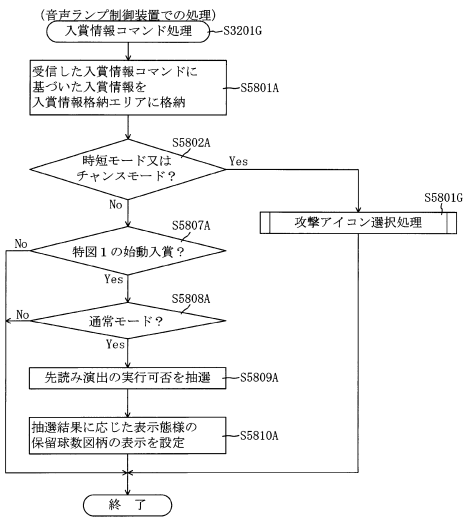 (音声ランプ制御装置での処理)
入賞情報コマンド処理
S3201G
受信した入賞情報コマンドに
基づいた入賞情報を
入賞情報格納エリアに格納
S5801A
S5802A
時短モード又は
チャンスモード？
Yes
No
S5801G
攻撃アイコン選択処理
S5807A
No
特図１の始動入賞？
Yes
S5808A
No
通常モード？
Yes
先読み演出の実行可否を抽選
S5809A
抽選結果に応じた表示態様の
保留球数図柄の表示を設定
S5810A
終 了